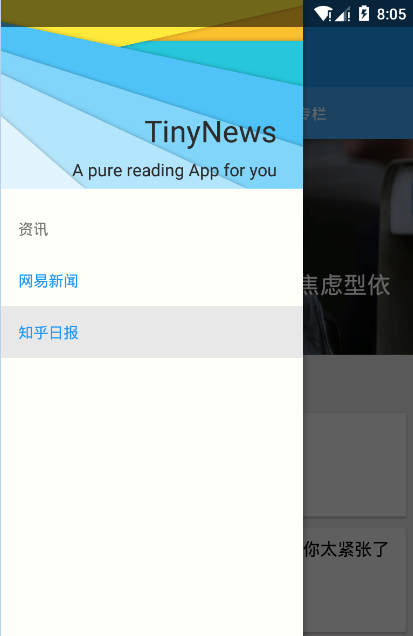 8:05
TinyNews
A pure reading App for you
专栏
资讯
网易新闻
焦虑型依
知乎日报
你太紧张了